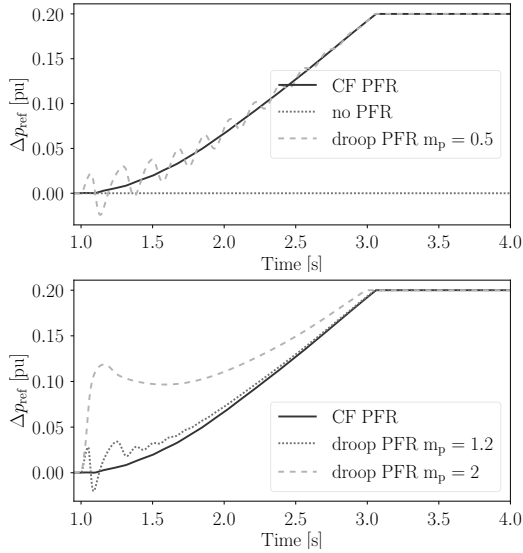 0.20
0.15
0.10
0.05
0.00
Δp_ref [pu]
CF PFR
no PFR
droop PFR m_p = 0.5
1.0 1.5 2.0 2.5 3.0 3.5 4.0
Time [s]
0.20
0.15
0.10
0.05
0.00
Δp_ref [pu]
CF PFR
droop PFR m_p = 1.2
droop PFR m_p = 2
1.0 1.5 2.0 2.5 3.0 3.5 4.0
Time [s]